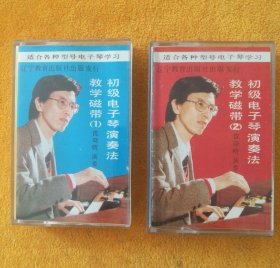 适合各种型号电子琴学习
辽宁教育出版社出版发行
初级电子琴演奏法
教学磁带(1)
适合各种型号电子琴学习
辽宁教育出版社出版发行
初级电子琴演奏法
教学磁带(2)